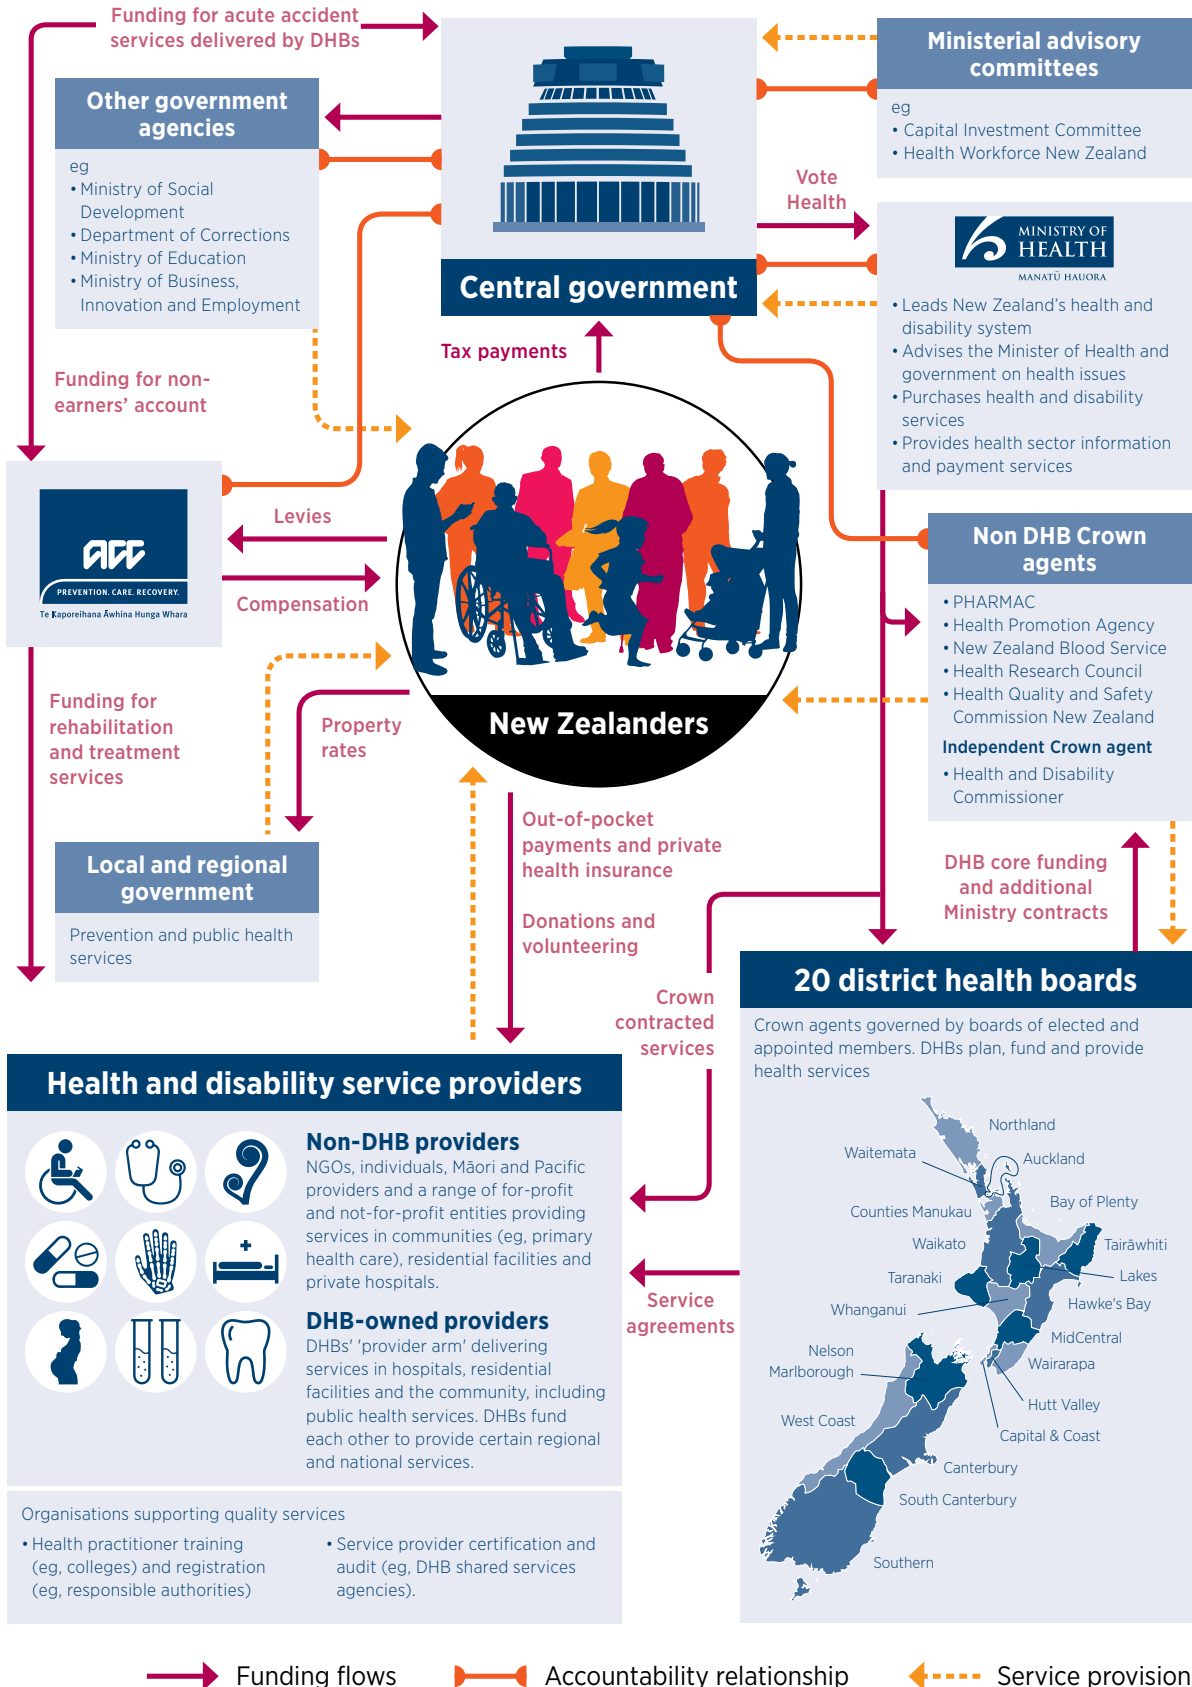 Funding for acute accident
services delivered by DHBs
Other government
agencies
eg
• Ministry of Social
Development
• Department of Corrections
• Ministry of Education
• Ministry of Business,
Innovation and Employment
Central government
Ministerial advisory
committees
eg
• Capital Investment Committee
• Health Workforce New Zealand
Vote
Health
MINISTRY OF
HEALTH
MANATŪ HAUORA
• Leads New Zealand's health and
disability system
• Advises the Minister of Health and
government on health issues
• Purchases health and disability
services
• Provides health sector information
and payment services
Tax payments
Funding for non-
earners' account
ACC
PREVENTION. CARE. RECOVERY.
Te Kaporeihana Āwhina Hunga Whara
Levies
Compensation
New Zealanders
Non DHB Crown
agents
• PHARMAC
• Health Promotion Agency
• New Zealand Blood Service
• Health Research Council
• Health Quality and Safety
Commission New Zealand
Independent Crown agent
• Health and Disability
Commissioner
Funding for
rehabilitation
and treatment
services
Property
rates
Local and regional
government
Prevention and public health
services
Out-of-pocket
payments and private
health insurance
Donations and
volunteering
DHB core funding
and additional
Ministry contracts
Crown
contracted
services
20 district health boards
Crown agents governed by boards of elected and
appointed members. DHBs plan, fund and provide
health services
Northland
Waitemata
Auckland
Bay of Plenty
Counties Manukau
Waikato
Tairāwhiti
Taranaki
Lakes
Whanganui
Hawke's Bay
MidCentral
Nelson
Marlborough
Wairarapa
Hutt Valley
West Coast
Capital & Coast
Canterbury
South Canterbury
Southern
Health and disability service providers
Non-DHB providers
NGOs, individuals, Māori and Pacific
providers and a range of for-profit
and not-for-profit entities providing
services in communities (eg, primary
health care), residential facilities and
private hospitals.
DHB-owned providers
DHBs' 'provider arm' delivering
services in hospitals, residential
facilities and the community, including
public health services. DHBs fund
each other to provide certain regional
and national services.
Service
agreements
Organisations supporting quality services
• Health practitioner training
(eg, colleges) and registration
(eg, responsible authorities)
• Service provider certification and
audit (eg, DHB shared services
agencies).
Funding flows
Accountability relationship
Service provision